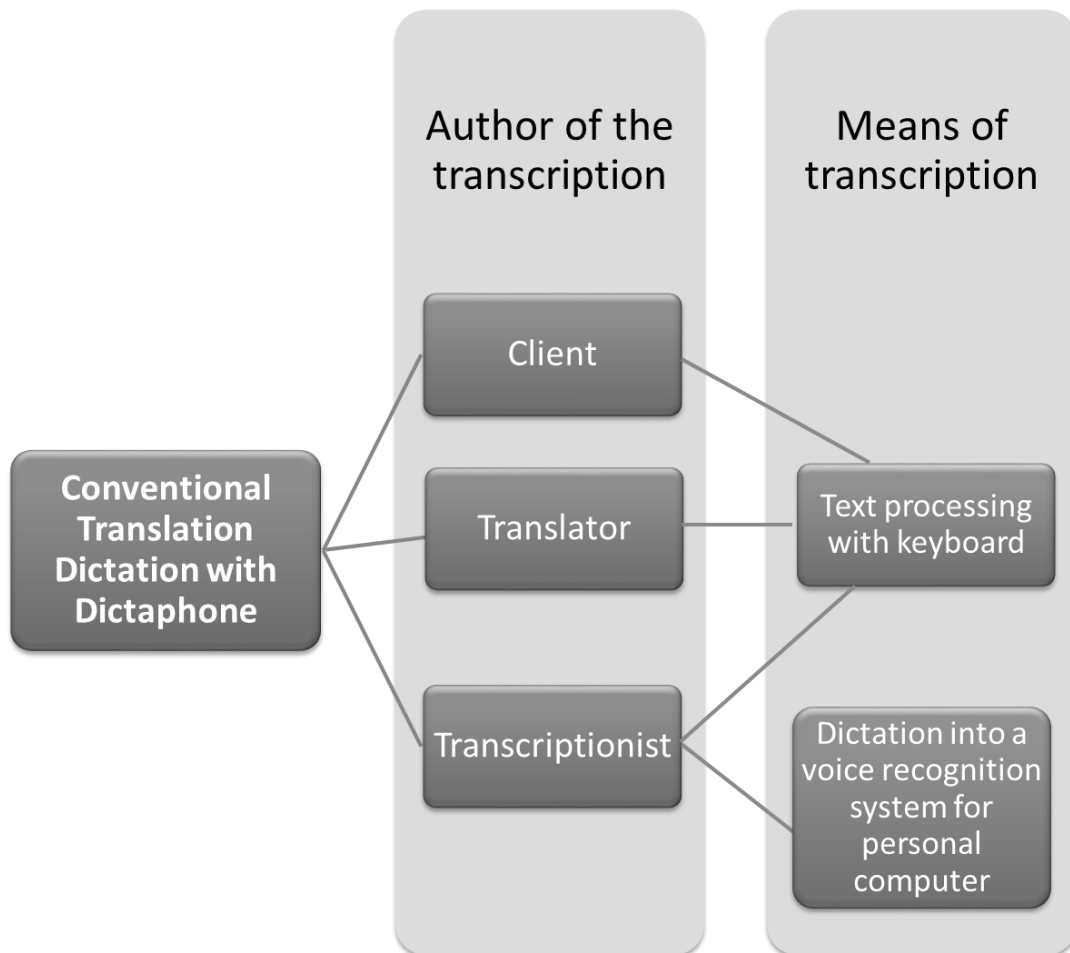 Author of the
transcription
Means of
transcription
Conventional
Translation
Dictation with
Dictaphone
Client
Translator
Transcriptionist
Text processing
with keyboard
Dictation into a
voice recognition
system for
personal
computer